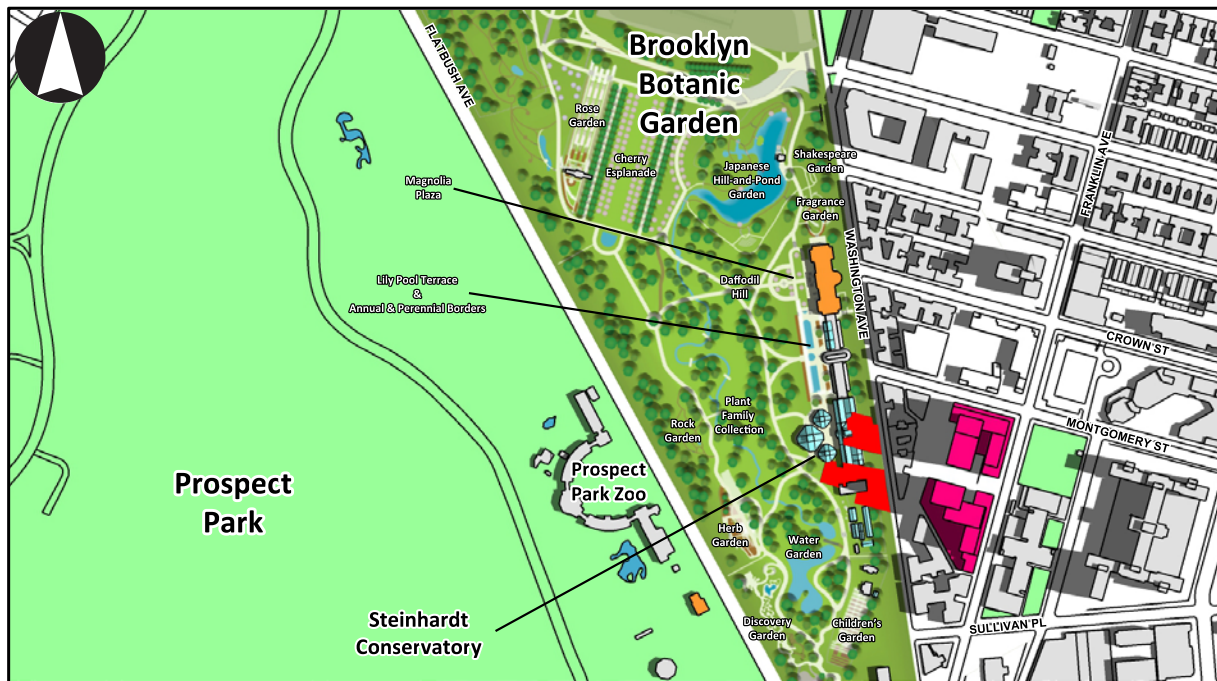 FLATBUSH AVE
Brooklyn
Botanic
Garden
Rose
Garden
Cherry
Esplanade
Japanese
Hill-and-Pond
Garden
Shakespeare
Garden
FRANKLIN AVE
Magnolia
Plaza
Fragrance
Garden
WASHINGTON AVE
Lily Pool Terrace
&
Annual & Perennial Borders
Daffodil
Hill
CROWN ST
Plant
Family
Collection
Rock
Garden
MONTGOMERY ST
Prospect
Park
Prospect
Park Zoo
Herb
Garden
Water
Garden
Steinhardt
Conservatory
Discovery
Garden
Children's
Garden
SULLIVAN PL